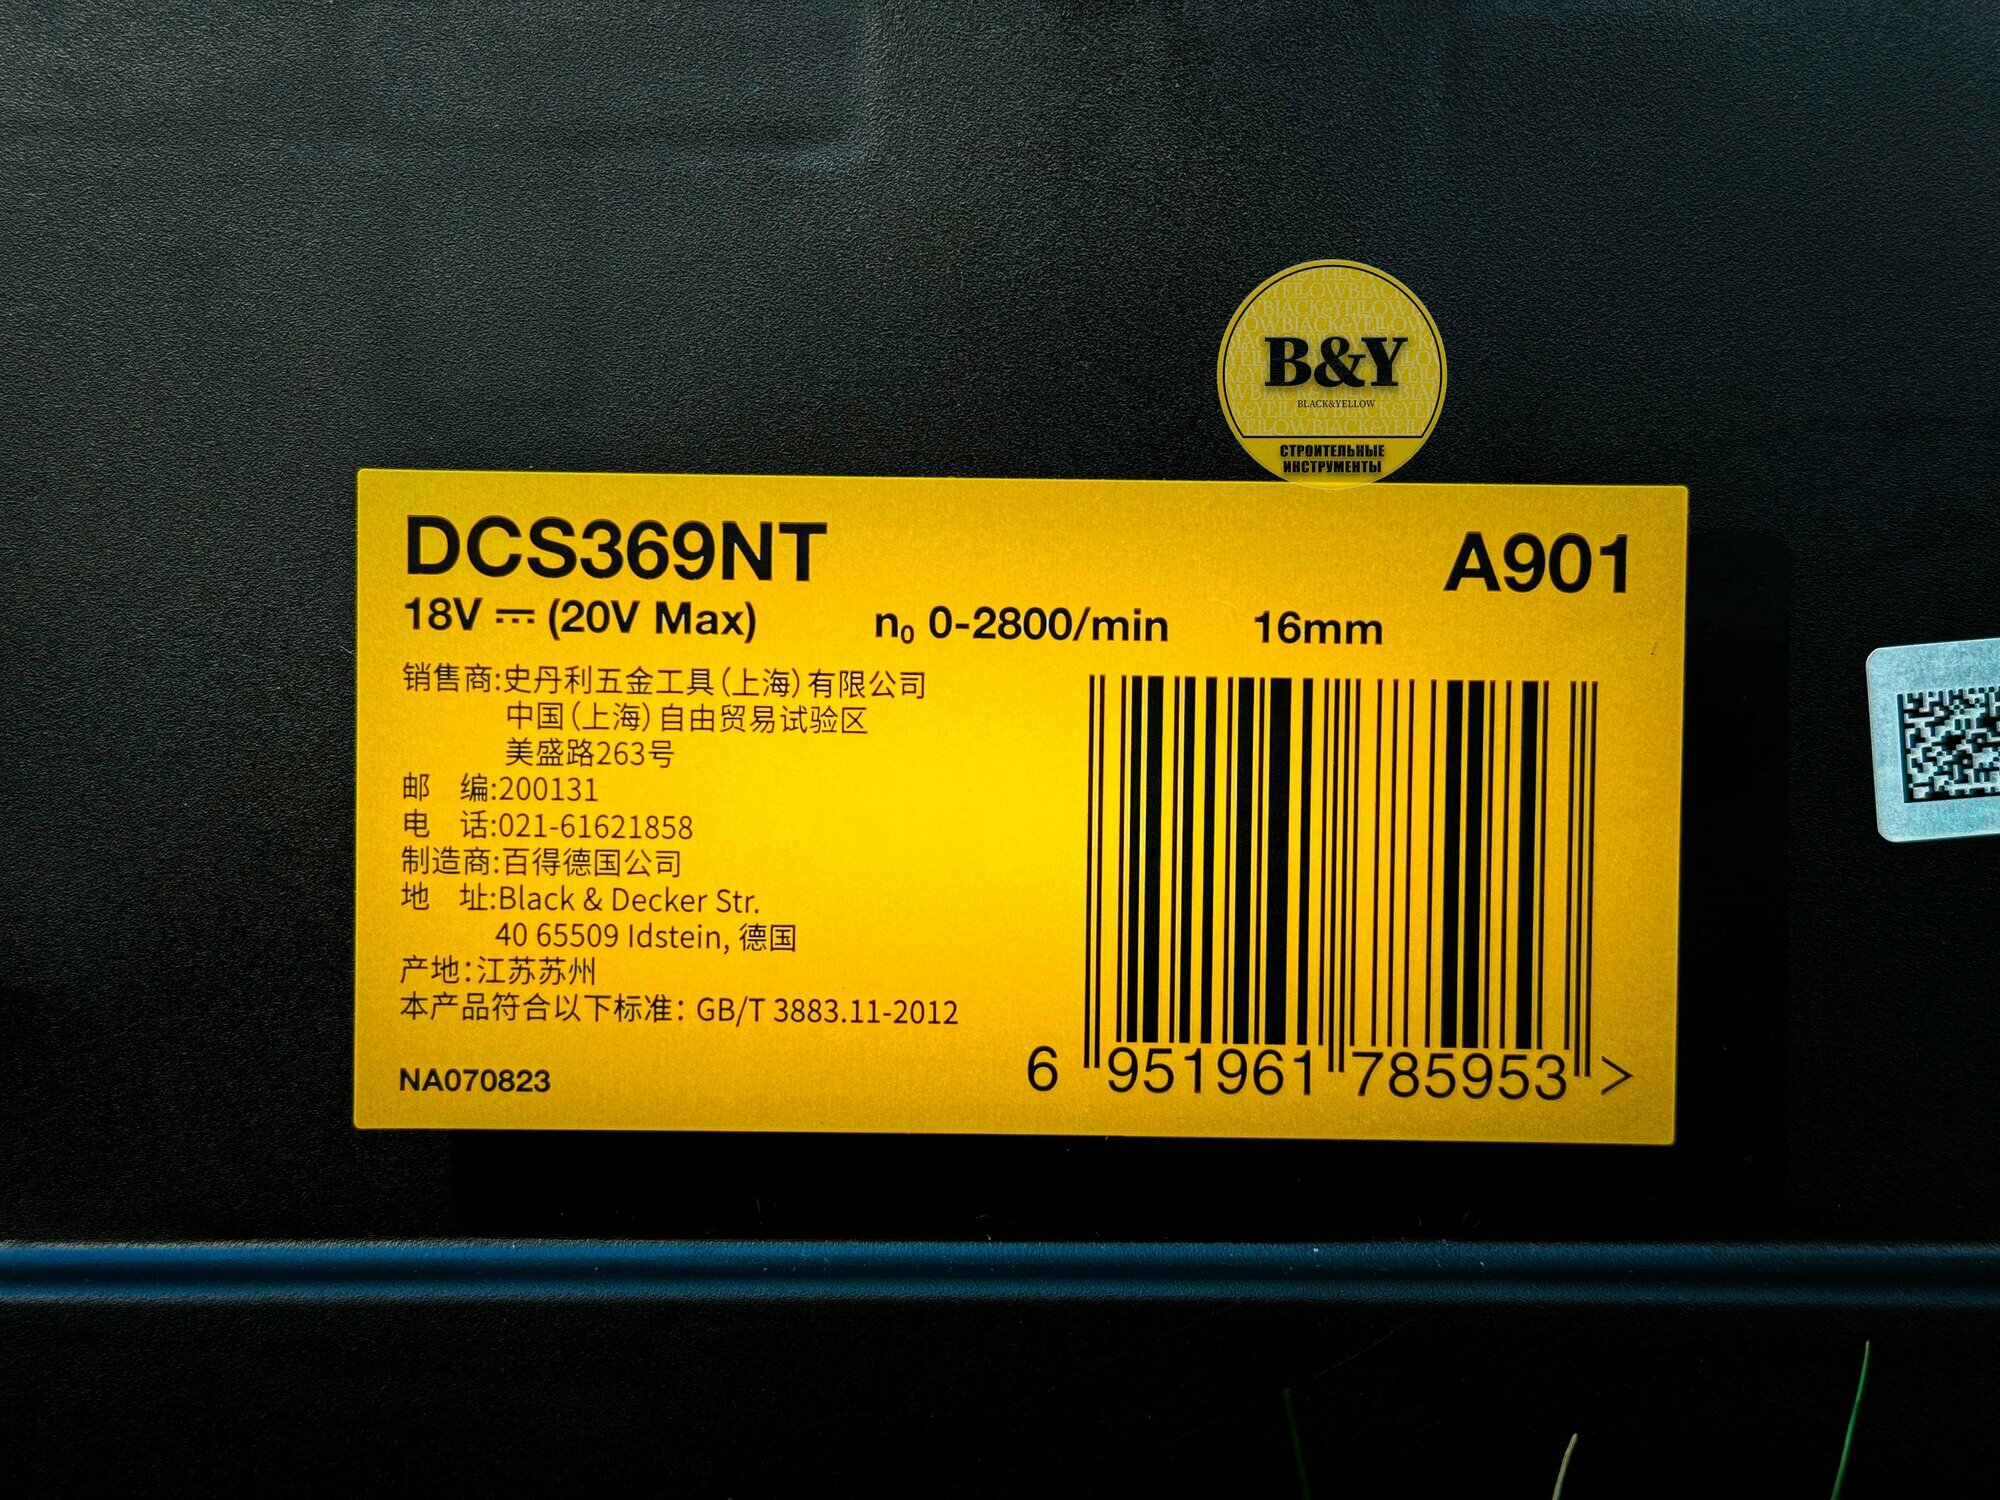 B&Y
BLACK&YELLOW
СТРОИТЕЛЬНЫЕ
ИНСТРУМЕНТЫ
DCS369NT
A901
18V ⎓ (20V Max) n₀ 0-2800/min 16mm
销售商:史丹利五金工具(上海)有限公司
中国(上海)自由贸易试验区
美盛路263号
邮 编:200131
电 话:021-61621858
制造商:百得德国公司
地 址:Black & Decker Str.
40 65509 Idstein, 德国
产地:江苏苏州
本产品符合以下标准: GB/T 3883.11-2012
NA070823
6 951961 785953 >